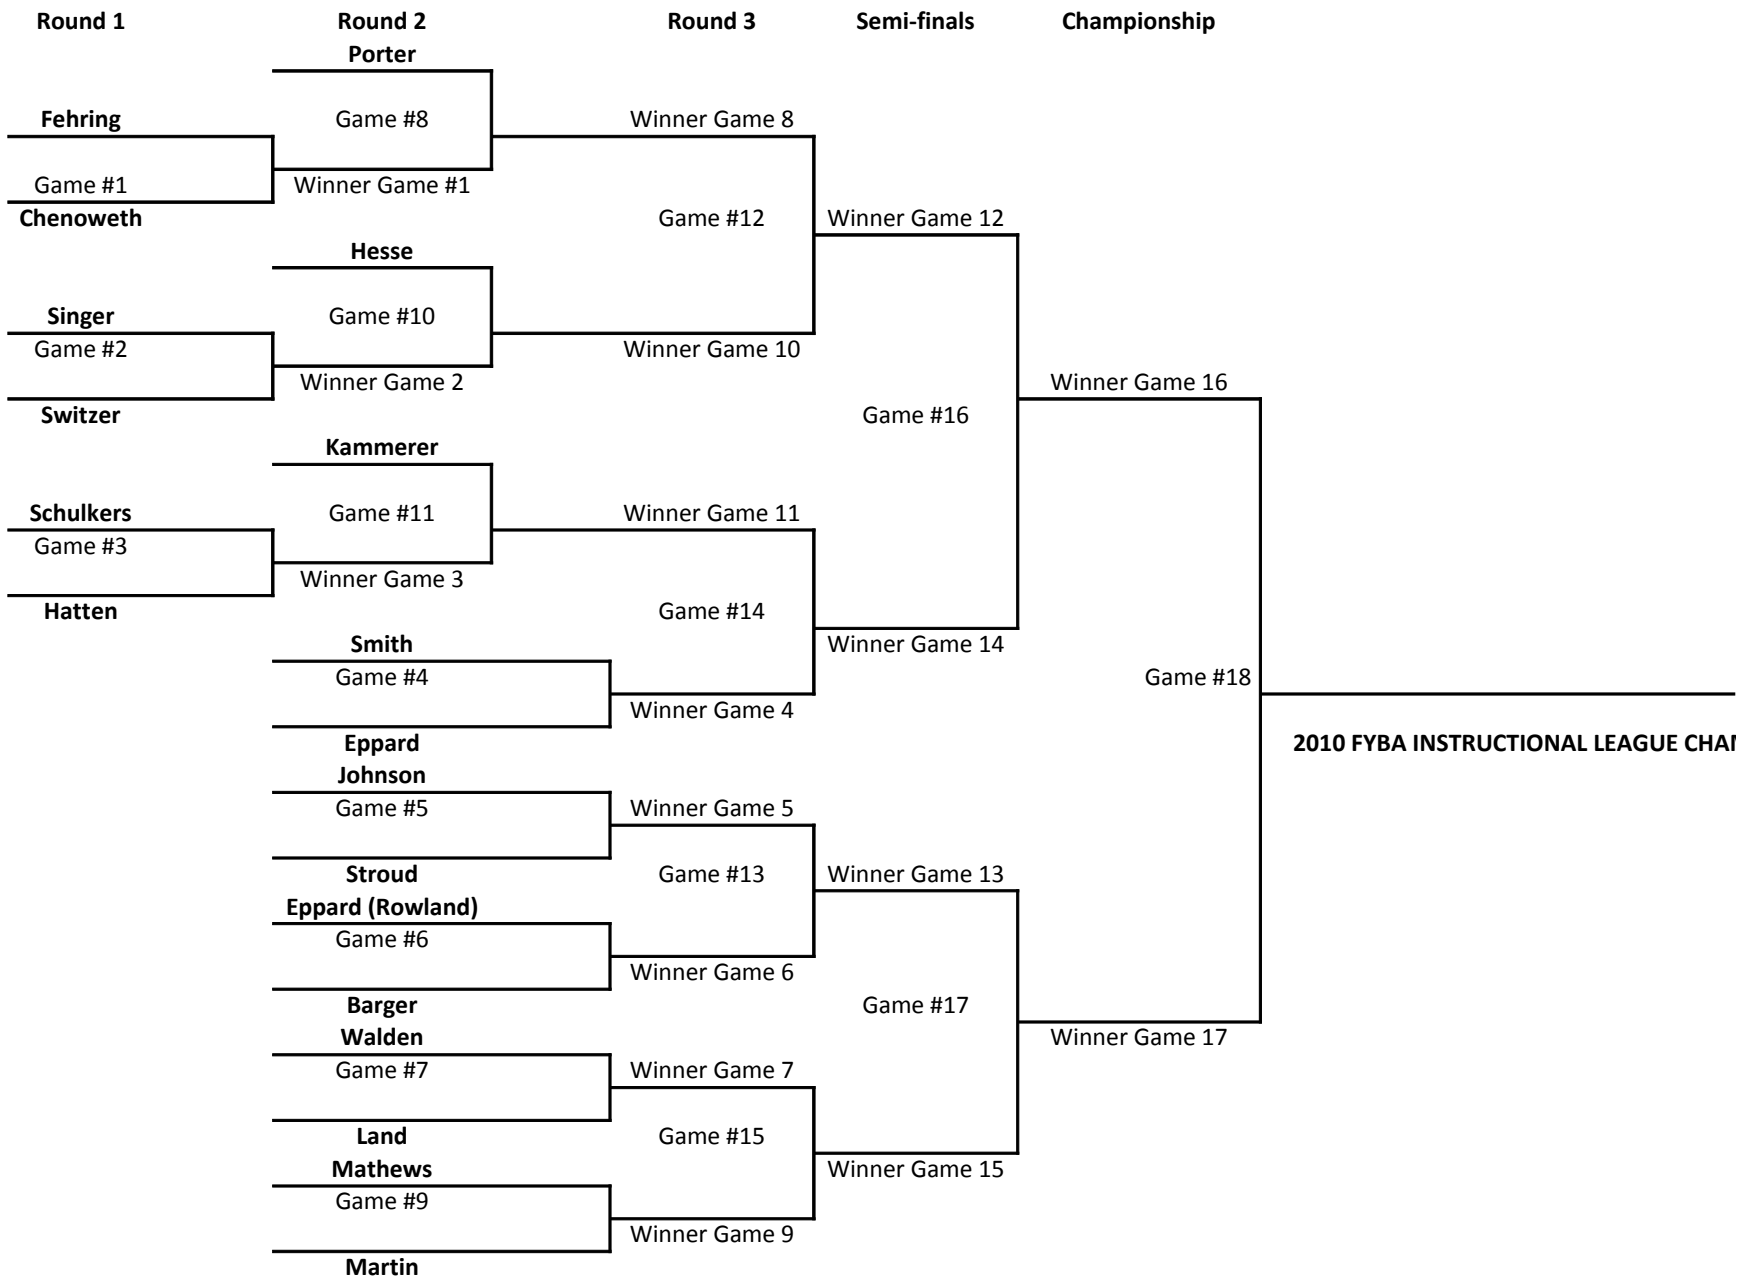 Round 1 Round 2 Round 3 Semi-finals Championship
Porter
Fehring Game #8 Winner Game 8
Game #1 Winner Game #1
Chenoweth Game #12 Winner Game 12
Hesse
Singer Game #10
Game #2 Winner Game 10
Winner Game 2 Winner Game 16
Switzer Game #16
Kammerer
Schulkers Game #11 Winner Game 11
Game #3
Winner Game 3
Hatten Game #14
Smith Winner Game 14
Game #4 Game #18
Winner Game 4
Eppard 2010 FYBA INSTRUCTIONAL LEAGUE CHA
Johnson
Game #5 Winner Game 5
Stroud Game #13 Winner Game 13
Eppard (Rowland)
Game #6
Winner Game 6
Barger Game #17
Walden Winner Game 17
Game #7 Winner Game 7
Land Game #15
Mathews Winner Game 15
Game #9
Winner Game 9
Martin